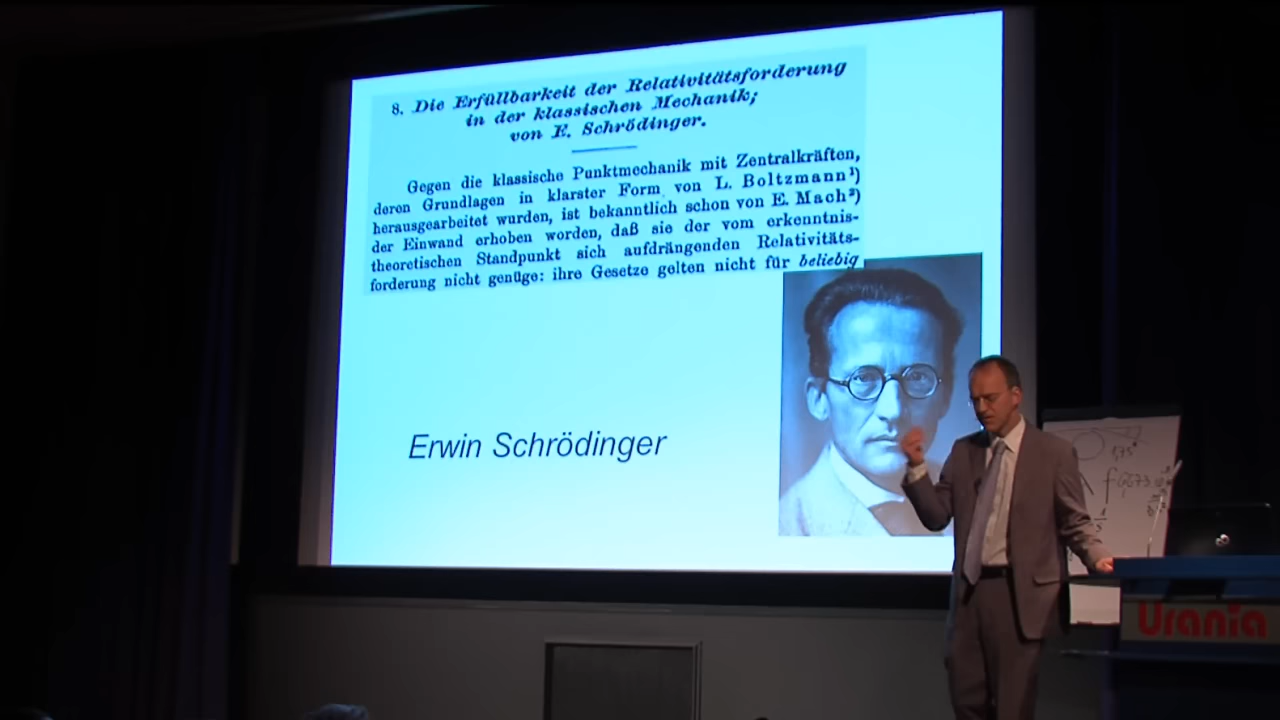 8. Die Erfüllbarkeit der Relativitätsforderung
in der klassischen Mechanik;
von E. Schrödinger.
Gegen die klassische Punktmechanik mit Zentralkräften,
deren Grundlagen in klarster Form von L. Boltzmann¹)
herausgearbeitet wurden, ist bekanntlich schon von E. Mach²)
der Einwand erhoben worden, daß sie der vom erkenntnis-
theoretischen Standpunkt sich aufdrängenden Relativitäts-
forderung nicht genüge: ihre Gesetze gelten nicht für beliebig
Erwin Schrödinger
1,75"
Urania